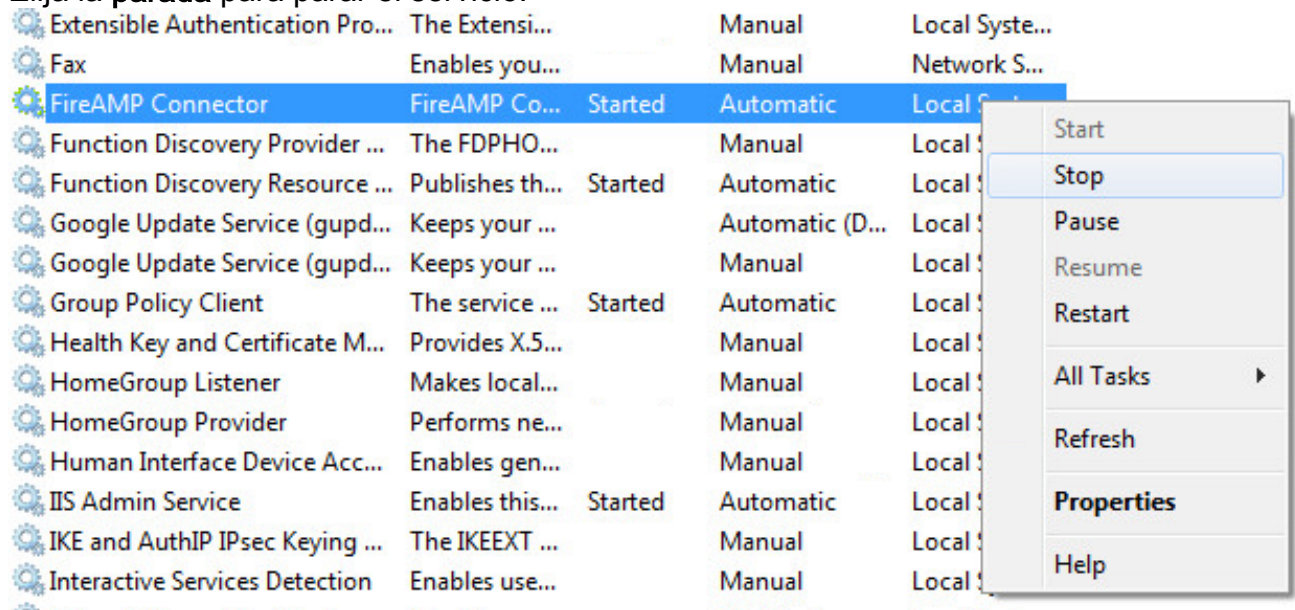 Elija la parada para parar el servicio.
Extensible Authentication Pro... The Extensi... Manual Local Syste...
Fax Enables you... Manual Network S...
FireAMP Connector FireAMP Co... Started Automatic Local
Function Discovery Provider ... The FDPHO... Manual Local
Function Discovery Resource ... Publishes th... Started Automatic Local
Google Update Service (gupd... Keeps your ... Automatic (D... Local
Google Update Service (gupd... Keeps your ... Manual Local
Group Policy Client The service ... Started Automatic Local
Health Key and Certificate M... Provides X.5... Manual Local
HomeGroup Listener Makes local... Manual Local
HomeGroup Provider Performs ne... Manual Local
Human Interface Device Acc... Enables gen... Manual Local
IIS Admin Service Enables this... Started Automatic Local
IKE and AuthIP IPsec Keying ... The IKEEXT ... Manual Local
Interactive Services Detection Enables use... Manual Local
Start
Stop
Pause
Resume
Restart
All Tasks
Refresh
Properties
Help